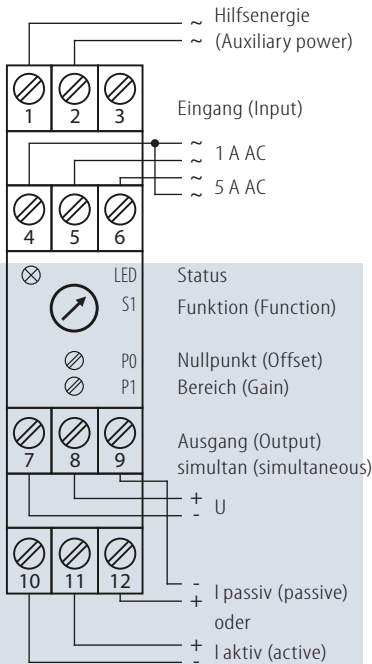 ~ Hilfsenergie
~ (Auxiliary power)
1 2 3
Eingang (Input)
~
~ 1 A AC
~
~ 5 A AC
4 5 6
LED Status
S1 Funktion (Function)
P0 Nullpunkt (Offset)
P1 Bereich (Gain)
7 8 9
Ausgang (Output)
simultan (simultaneous)
+
- U
10 11 12
-
+ I passiv (passive)
oder
+
- I aktiv (active)